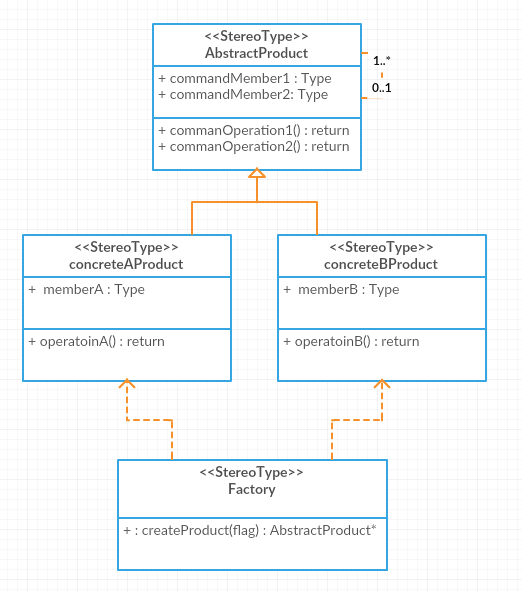 <<StereoType>>
AbstractProduct
+ commandMember1 : Type
+ commandMember2: Type
+ commanOperation1() : return
+ commanOperation2() : return
1..*
0..1
<<StereoType>>
concreteAProduct
+ memberA : Type
+ operatoinA() : return
<<StereoType>>
concreteBProduct
+ memberB : Type
+ operatoinB() : return
<<StereoType>>
Factory
+ : createProduct(flag) : AbstractProduct*